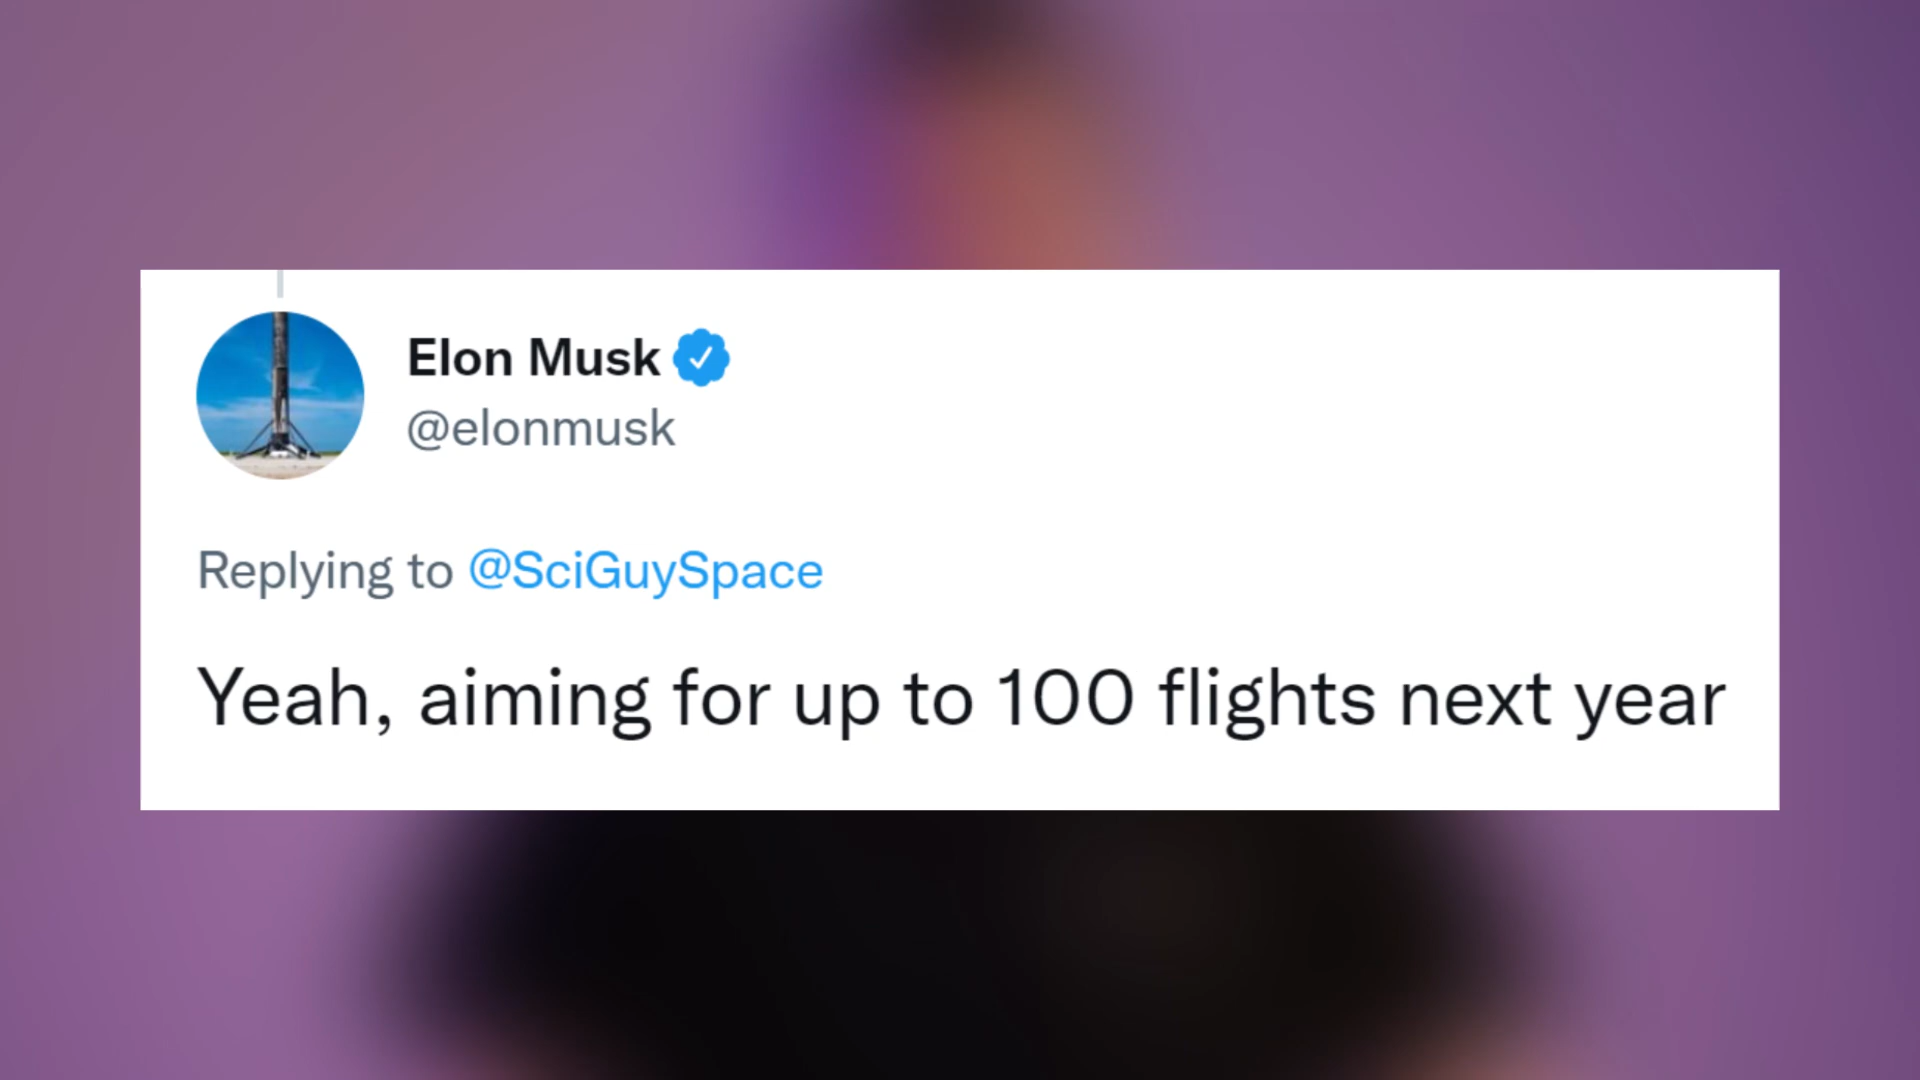 Elon Musk
@elonmusk
Replying to @SciGuySpace
Yeah, aiming for up to 100 flights next year